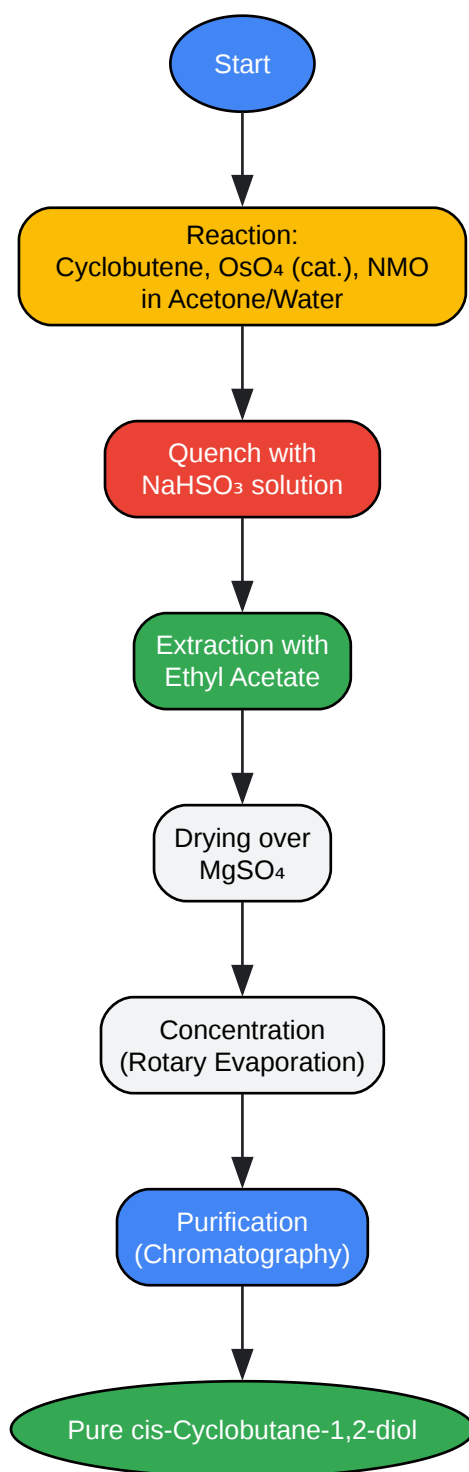 Start
Reaction:
Cyclobutene, OsO₄ (cat.), NMO
in Acetone/Water
Quench with
NaHSO₃ solution
Extraction with
Ethyl Acetate
Drying over
MgSO₄
Concentration
(Rotary Evaporation)
Purification
(Chromatography)
Pure cis-Cyclobutane-1,2-diol